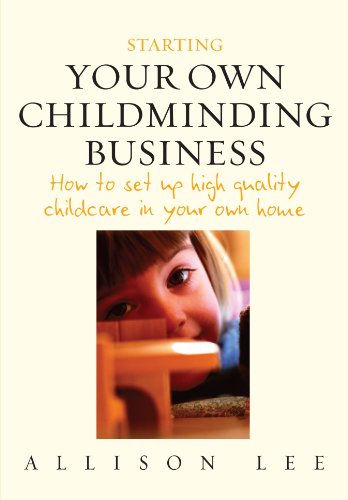 STARTING
YOUR OWN
CHILDMINDING
BUSINESS
How to set up high quality
childcare in your own home
ALLISON LEE